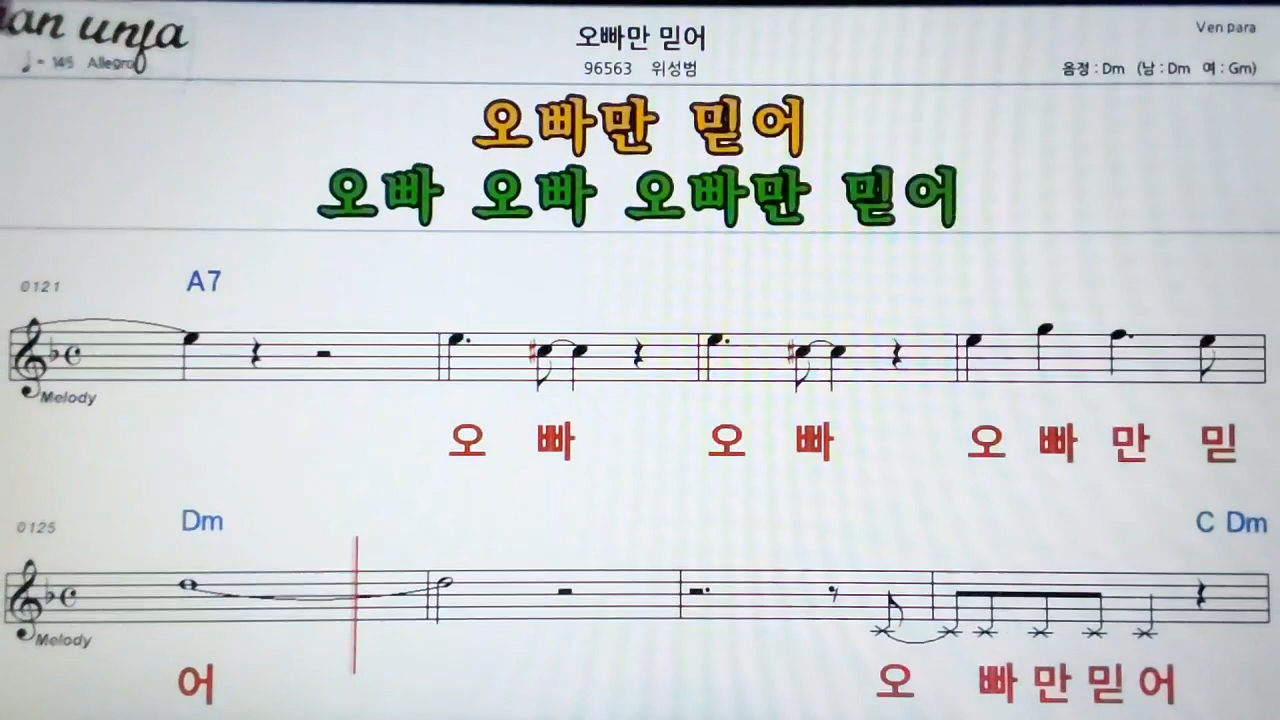 오빠만 믿어
Ven para
♩= 145 Allegro
96563 위성범
음정 : Dm (남 : Dm 여 : Gm)
오빠만 믿어
오빠 오빠 오빠만 믿어
0121 A7
Melody
오 빠 오 빠 오 빠 만 믿
0125 Dm C Dm
Melody
어 오 빠 만 믿 어